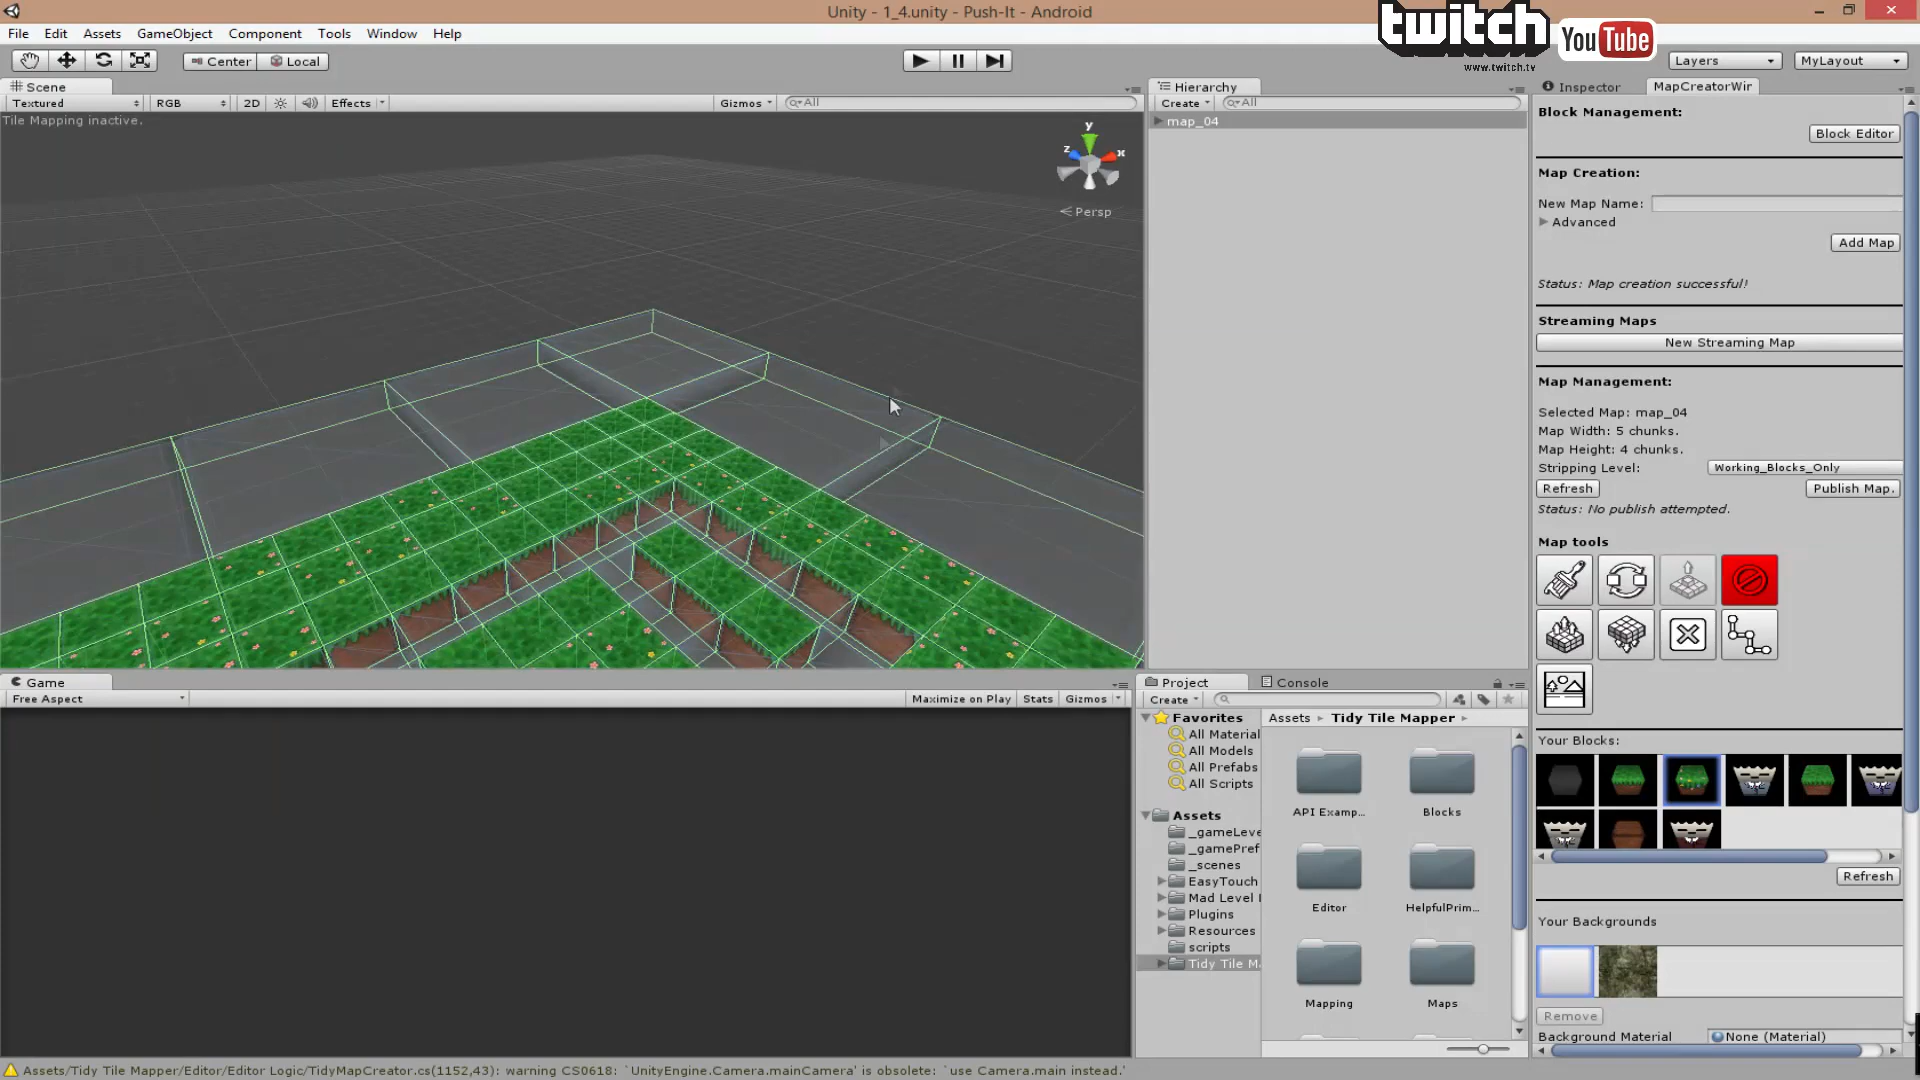 Unity - 1_4.unity - Push-It - Android
twitch
You Tube
www.twitch.tv
File Edit Assets GameObject Component Tools Window Help
Center Local
Layers MyLayout
Scene
Textured RGB 2D Effects Gizmos All
Tile Mapping inactive.
y
z x
Persp
Hierarchy
Create All
map_04
Inspector MapCreatorWir
Block Management:
Block Editor
Map Creation:
New Map Name:
Advanced
Add Map
Status: Map creation successful!
Streaming Maps
New Streaming Map
Map Management:
Selected Map: map_04
Map Width: 5 chunks.
Map Height: 4 chunks.
Stripping Level: Working_Blocks_Only
Refresh Publish Map.
Status: No publish attempted.
Map tools
Your Blocks:
Refresh
Your Backgrounds
Remove
Background Material None (Material)
Game
Free Aspect Maximize on Play Stats Gizmos
Project Console
Create
Favorites
All Material
All Models
All Prefabs
All Scripts
Assets
_gameLeve
_gamePref
_scenes
EasyTouch
Mad Level
Plugins
Resources
scripts
Tidy Tile M
Assets Tidy Tile Mapper
API Examp... Blocks
Editor HelpfulPrim...
Mapping Maps
Assets/Tidy Tile Mapper/Editor/Editor Logic/TidyMapCreator.cs(1152,43): warning CS0618: `UnityEngine.Camera.mainCamera' is obsolete: `use Camera.main instead.'